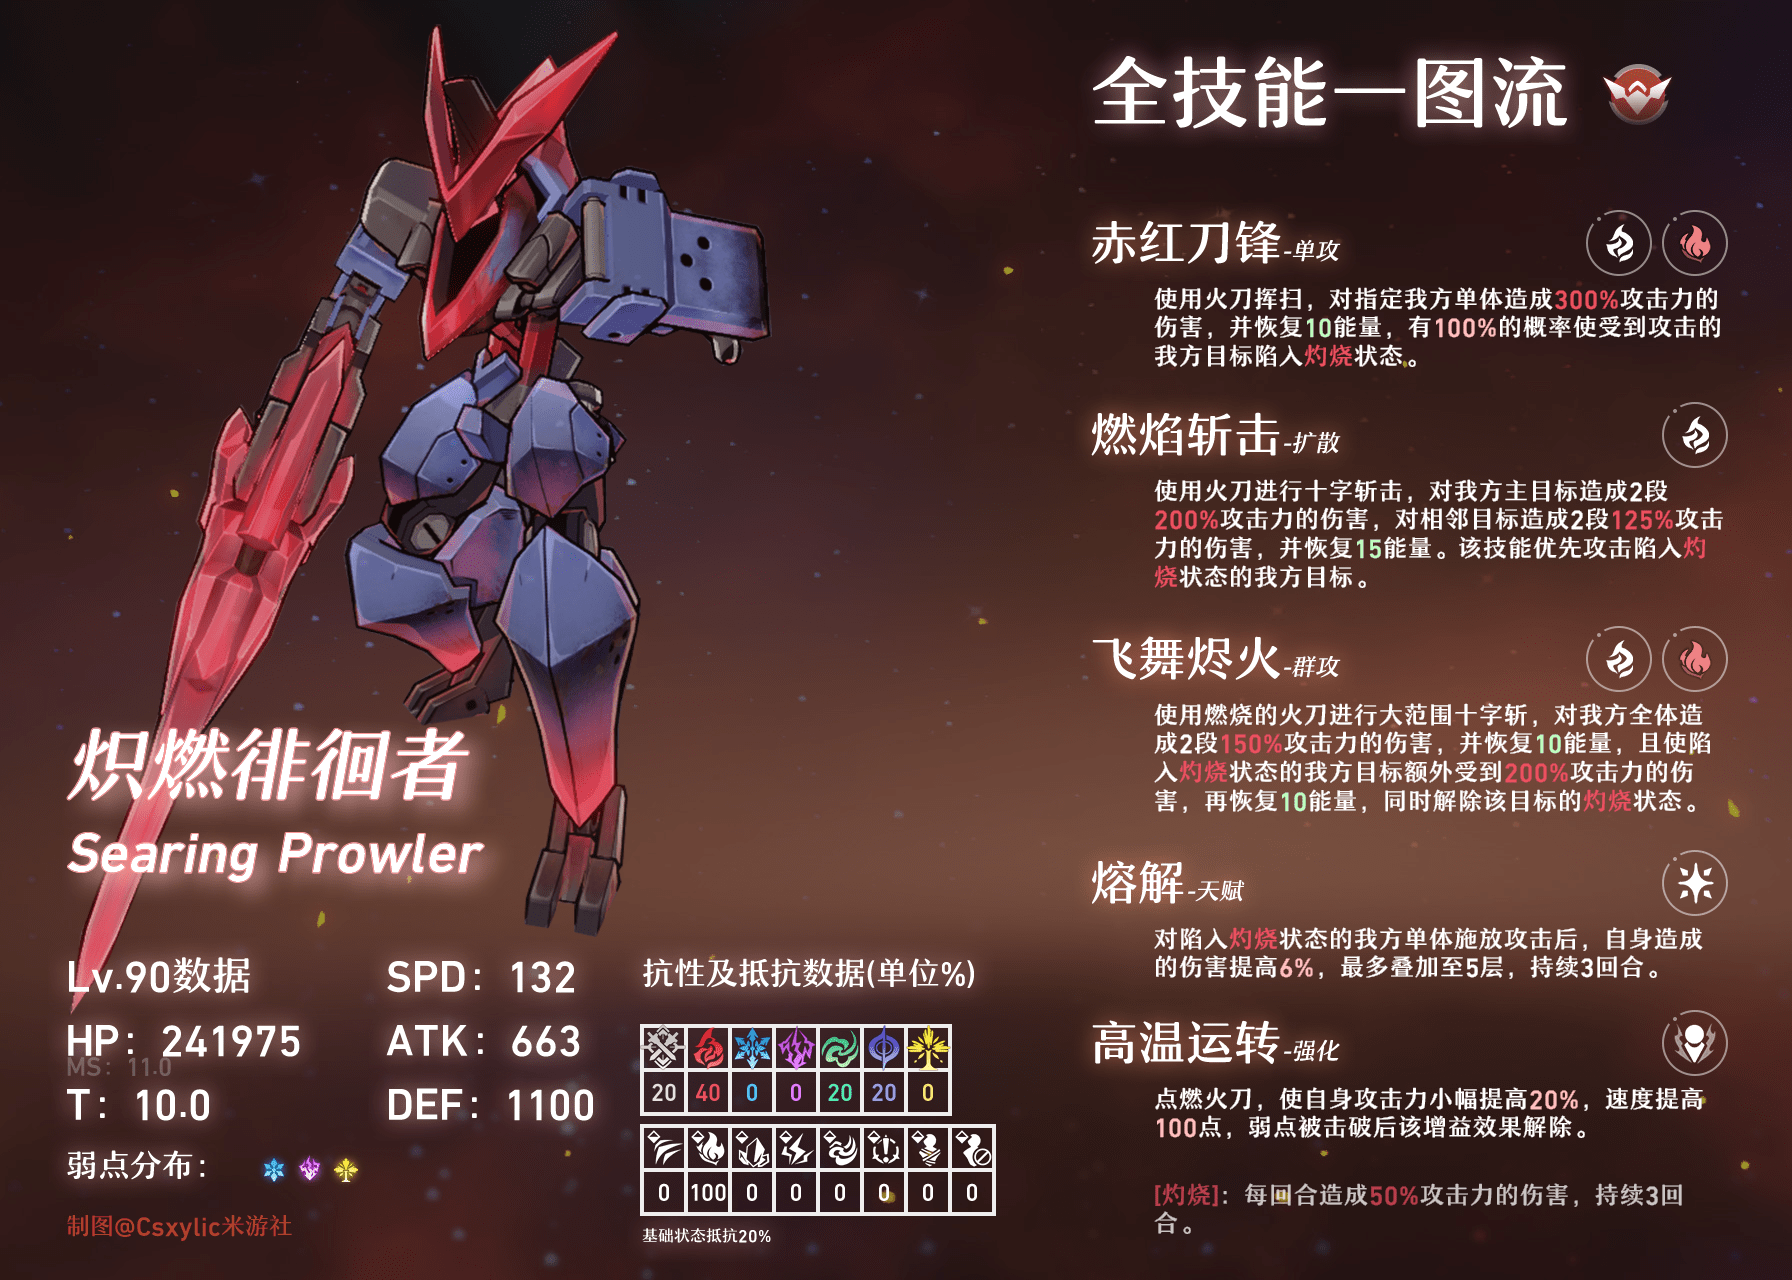 全技能一图流
赤红刀锋-单攻
使用火刀挥扫，对指定我方单体造成300%攻击力的
伤害，并恢复10能量，有100%的概率使受到攻击的
我方目标陷入灼烧状态。
燃焰斩击-扩散
使用火刀进行十字斩击，对我方主目标造成2段
200%攻击力的伤害，对相邻目标造成2段125%攻击
力的伤害，并恢复15能量。该技能优先攻击陷入灼
烧状态的我方目标。
飞舞烬火-群攻
使用燃烧的火刀进行大范围十字斩，对我方全体造
成2段150%攻击力的伤害，并恢复10能量，且使陷
入灼烧状态的我方目标额外受到200%攻击力的伤
害，再恢复10能量，同时解除该目标的灼烧状态。
熔解-天赋
对陷入灼烧状态的我方单体施放攻击后，自身造成
的伤害提高6%，最多叠加至5层，持续3回合。
高温运转-强化
点燃火刀，使自身攻击力小幅提高20%，速度提高
100点，弱点被击破后该增益效果解除。
[灼烧]：每回合造成50%攻击力的伤害，持续3回
合。
炽燃徘徊者
Searing Prowler
Lv.90数据 SPD：132
HP：241975 ATK：663
MS：11.0
T：10.0 DEF：1100
弱点分布：
制图@Csxylic米游社
抗性及抵抗数据(单位%)
20 40 0 0 20 20 0
0 100 0 0 0 0 0 0
基础状态抵抗20%